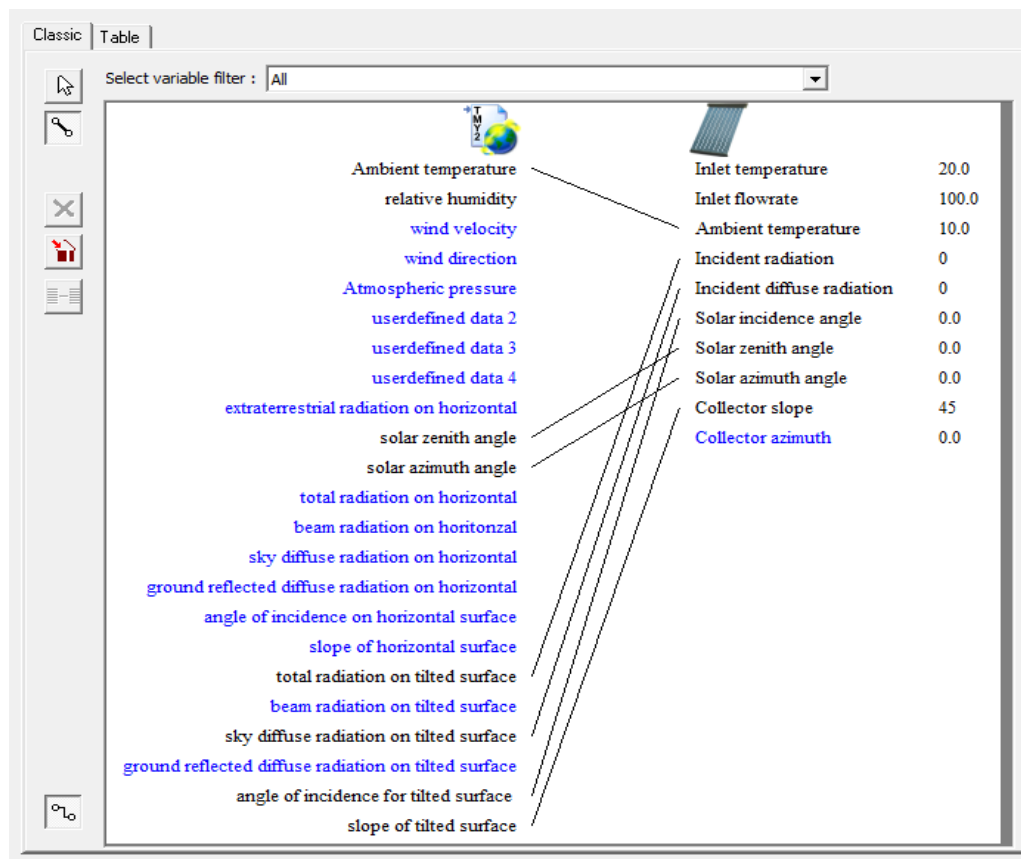 Classic Table
Select variable filter : All
TMY2
Ambient temperature Inlet temperature 20.0
relative humidity Inlet flowrate 100.0
wind velocity Ambient temperature 10.0
wind direction Incident radiation 0
Atmospheric pressure Incident diffuse radiation 0
userdefined data 2 Solar incidence angle 0.0
userdefined data 3 Solar zenith angle 0.0
userdefined data 4 Solar azimuth angle 0.0
extraterrestrial radiation on horizontal Collector slope 45
solar zenith angle Collector azimuth 0.0
solar azimuth angle
total radiation on horizontal
beam radiation on horitonzal
sky diffuse radiation on horizontal
ground reflected diffuse radiation on horizontal
angle of incidence on horizontal surface
slope of horizontal surface
total radiation on tilted surface
beam radiation on tilted surface
sky diffuse radiation on tilted surface
ground reflected diffuse radiation on tilted surface
angle of incidence for tilted surface
slope of tilted surface